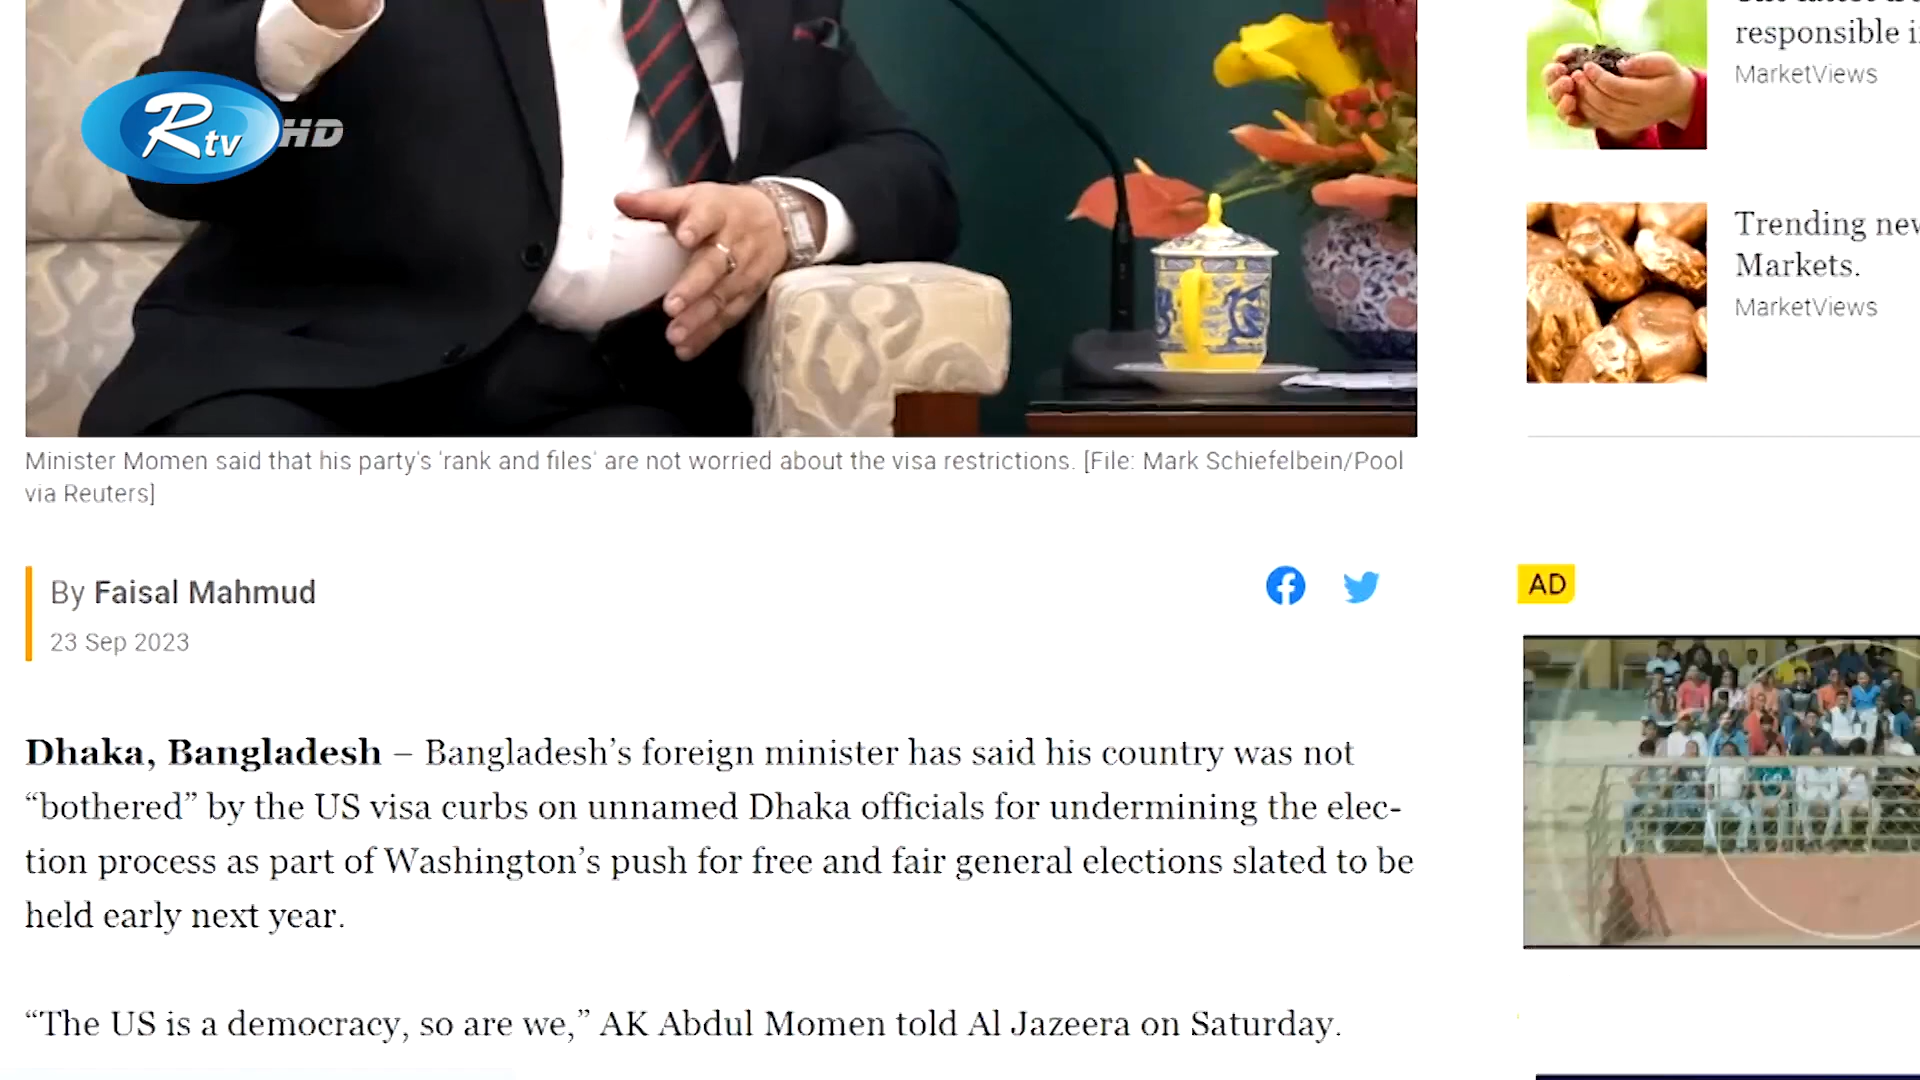 Rtv HD
responsible
MarketViews
Trending
Markets.
MarketViews
Minister Momen said that his party's 'rank and files' are not worried about the visa restrictions. [File: Mark Schiefelbein/Pool
via Reuters]
By Faisal Mahmud
23 Sep 2023
AD
Dhaka, Bangladesh – Bangladesh’s foreign minister has said his country was not
“bothered” by the US visa curbs on unnamed Dhaka officials for undermining the elec-
tion process as part of Washington’s push for free and fair general elections slated to be
held early next year.
“The US is a democracy, so are we,” AK Abdul Momen told Al Jazeera on Saturday.